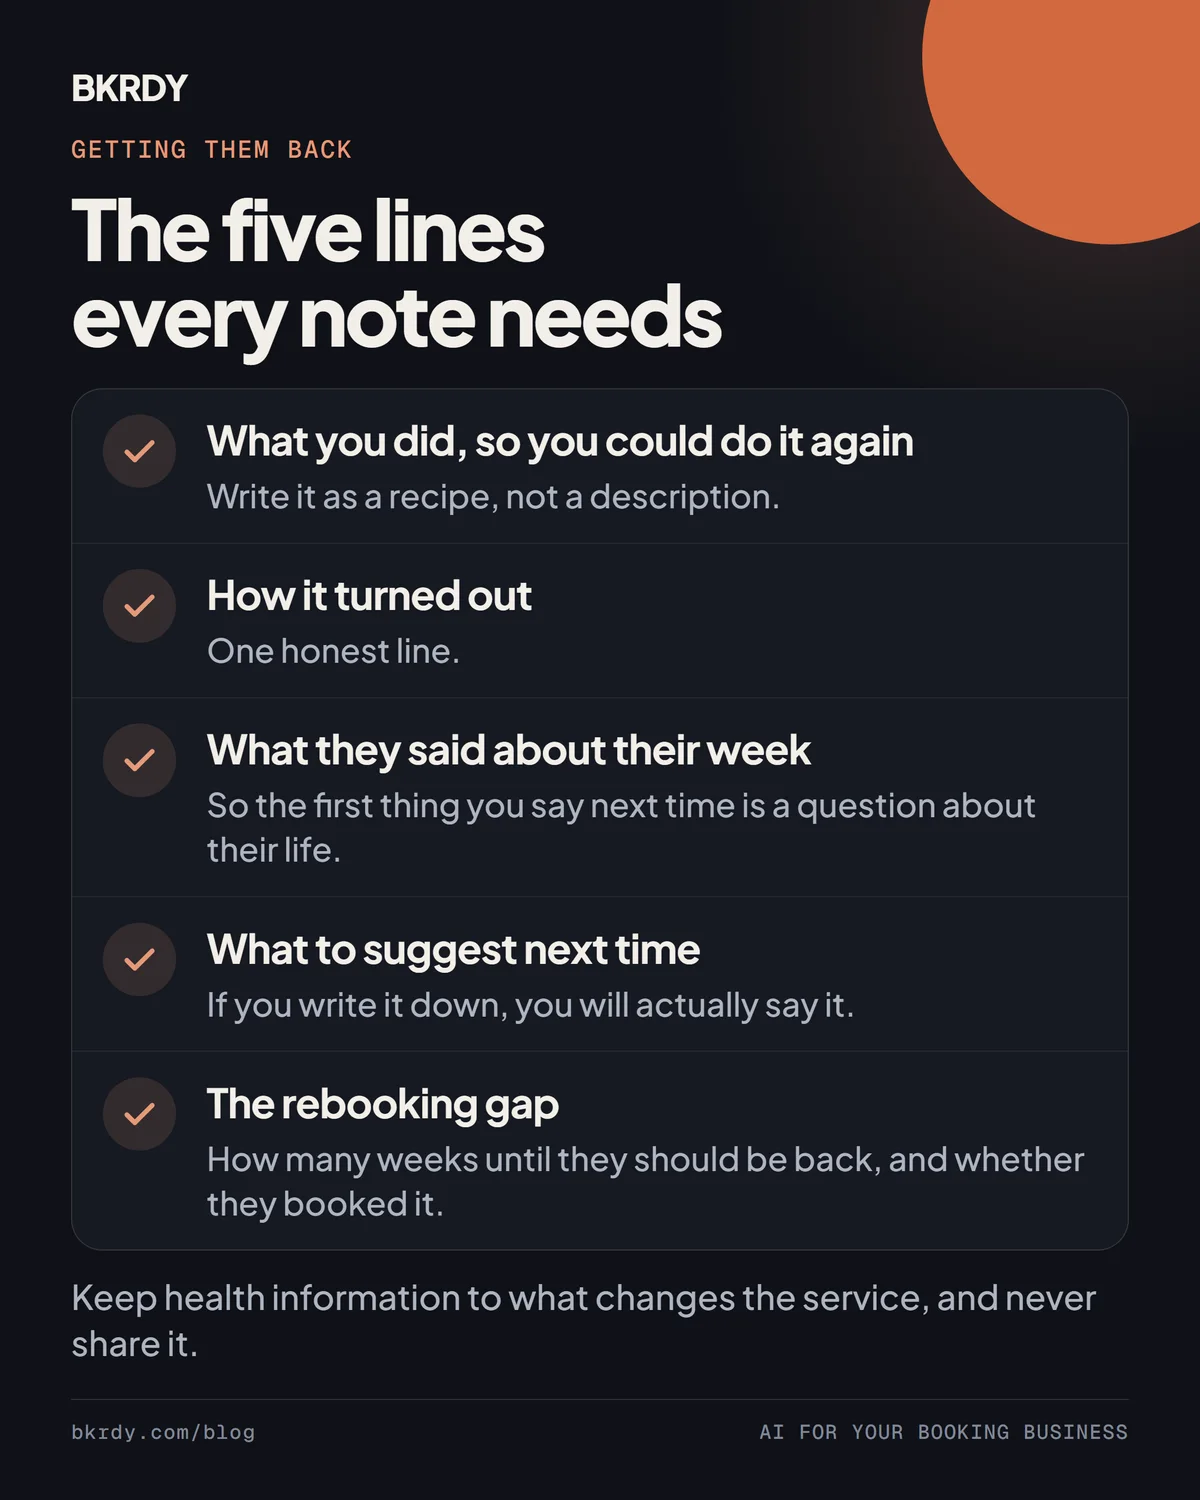 BKRDY
GETTING THEM BACK
The five lines
every note needs
What you did, so you could do it again
Write it as a recipe, not a description.
How it turned out
One honest line.
What they said about their week
So the first thing you say next time is a question about
their life.
What to suggest next time
If you write it down, you will actually say it.
The rebooking gap
How many weeks until they should be back, and whether
they booked it.
Keep health information to what changes the service, and never
share it.
bkrdy.com/blog
AI FOR YOUR BOOKING BUSINESS